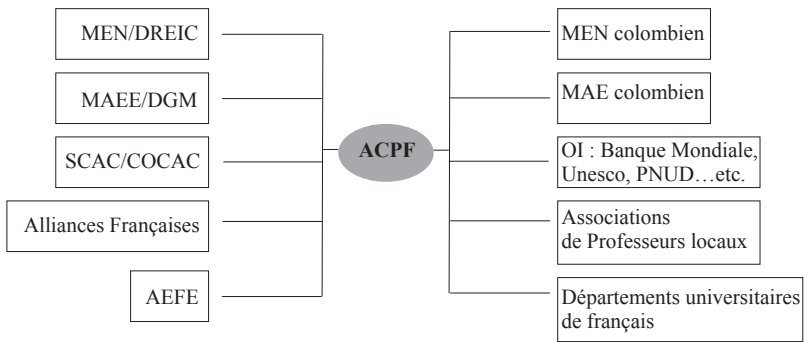 MEN/DREIC
MAEE/DGM
SCAC/COCAC
Alliances Françaises
AEFE
ACPF
MEN colombien
MAE colombien
OI : Banque Mondiale,
Unesco, PNUD…etc.
Associations
de Professeurs locaux
Départements universitaires
de français